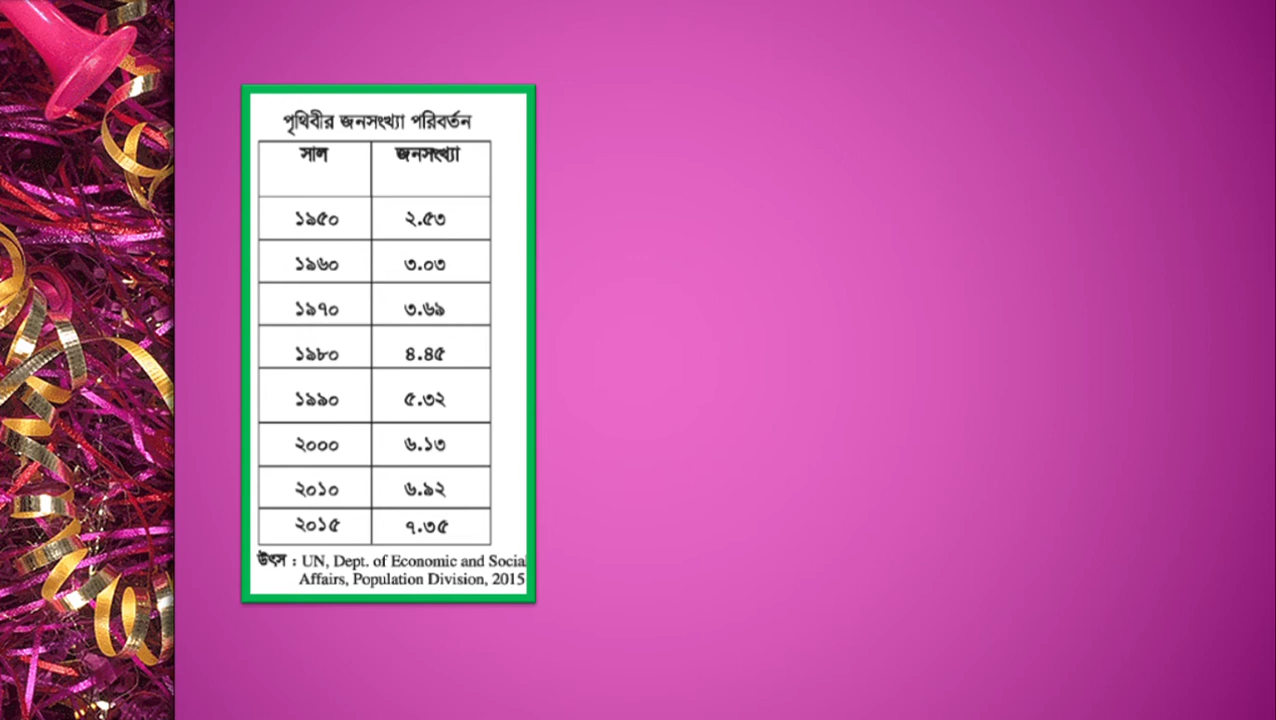 পৃথিবীর জনসংখ্যা পরিবর্তন
সাল জনসংখ্যা
১৯৫০ ২.৫৩
১৯৬০ ৩.০৩
১৯৭০ ৩.৬৯
১৯৮০ ৪.৪৫
১৯৯০ ৫.৩২
২০০০ ৬.১৩
২০১০ ৬.৯২
২০১৫ ৭.৩৫
উৎস : UN, Dept. of Economic and Social
Affairs, Population Division, 2015